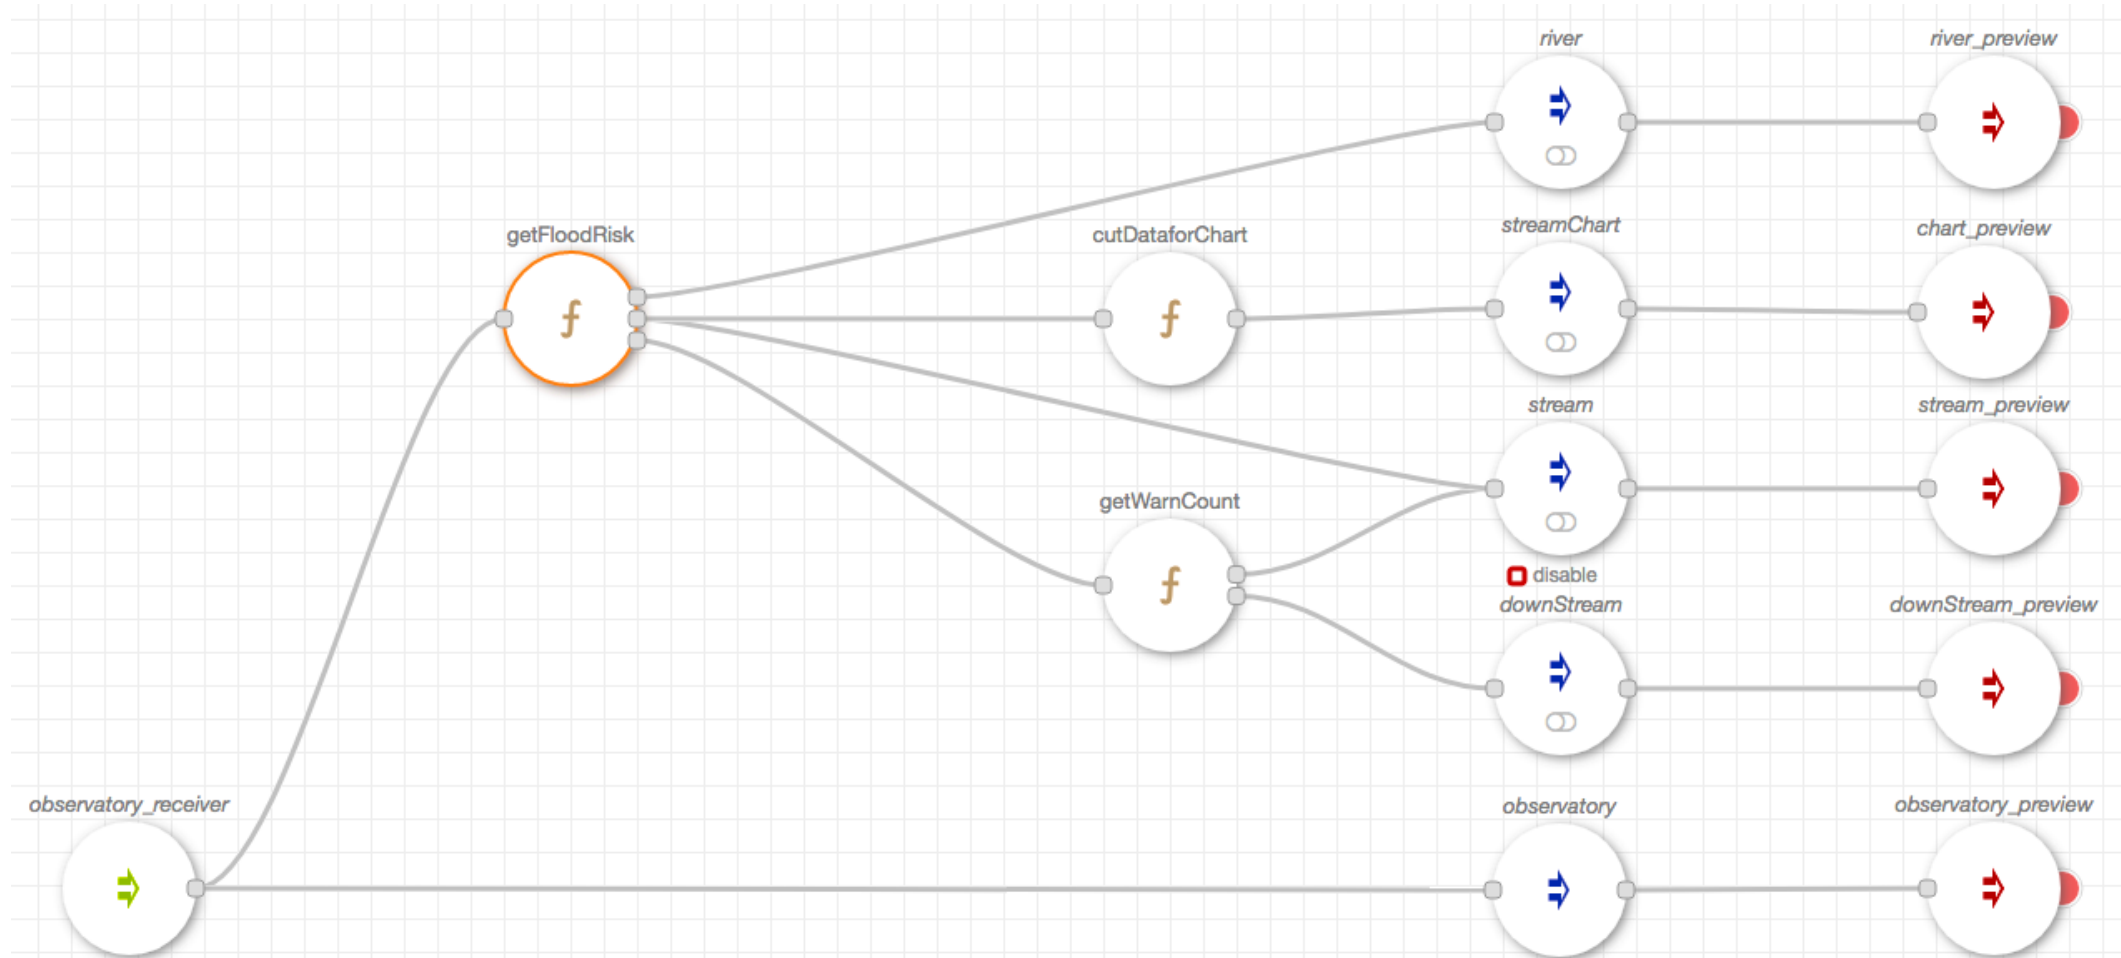 river
river_preview
getFloodRisk
cutDataforChart
streamChart
chart_preview
stream
stream_preview
getWarnCount
disable
downStream
downStream_preview
observatory_receiver
observatory
observatory_preview